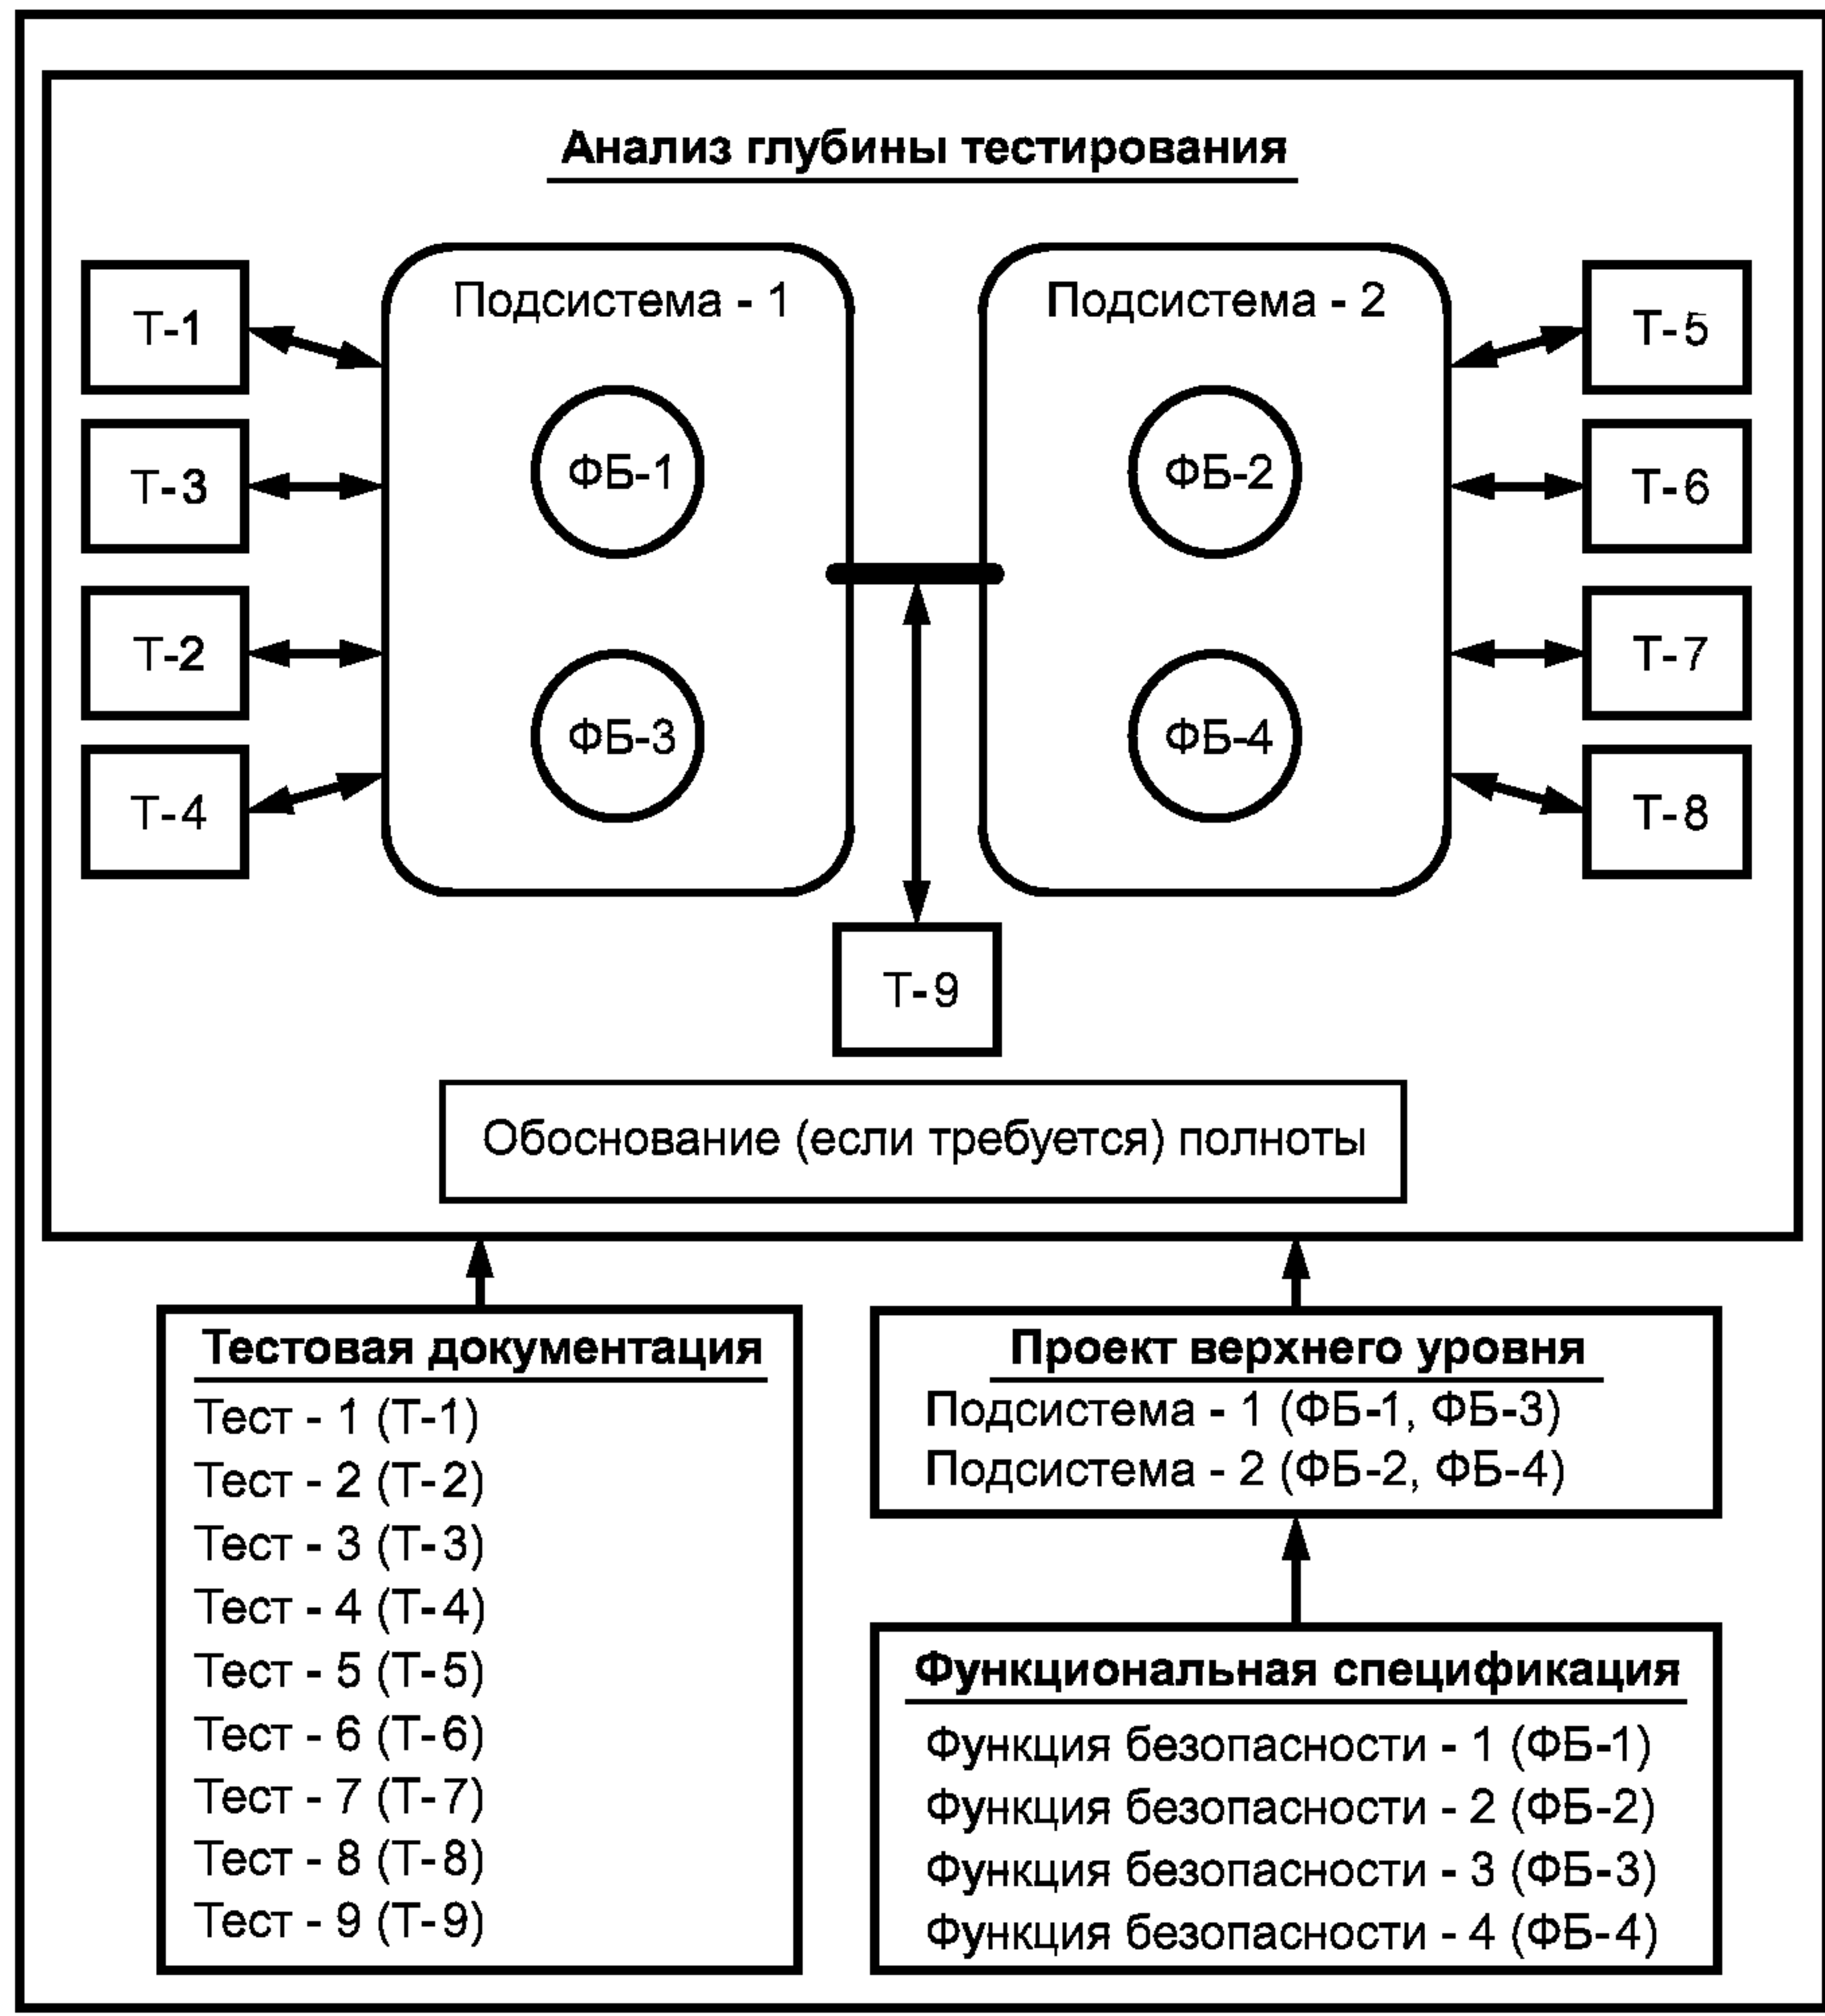 Анализ глубины тестирования
Подсистема - 1
Подсистема - 2
Т-1
Т-5
Т-3
ФБ-1
ФБ-2
Т-6
Т-2
Т-7
ФБ-3
ФБ-4
Т-4
Т-8
Т-9
Обоснование (если требуется) полноты
Тестовая документация
Тест - 1 (Т-1)
Тест - 2 (Т-2)
Тест - 3 (Т-3)
Тест - 4 (Т-4)
Тест - 5 (Т-5)
Тест - 6 (Т-6)
Тест - 7 (Т-7)
Тест - 8 (Т-8)
Тест - 9 (Т-9)
Проект верхнего уровня
Подсистема - 1 (ФБ-1, ФБ-3)
Подсистема - 2 (ФБ-2, ФБ-4)
Функциональная спецификация
Функция безопасности - 1 (ФБ-1)
Функция безопасности - 2 (ФБ-2)
Функция безопасности - 3 (ФБ-3)
Функция безопасности - 4 (ФБ-4)